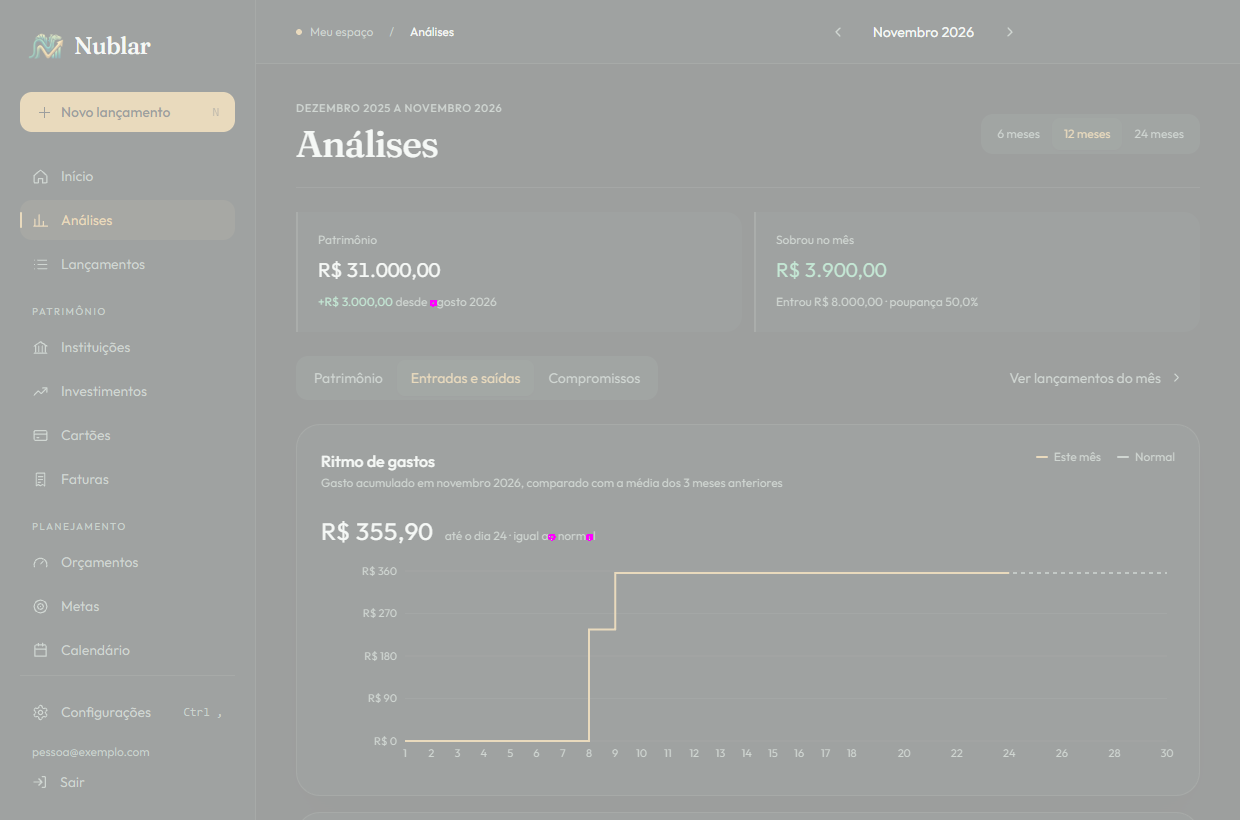 Nublar
Meu espaço / Análises
Novembro 2026
Novo lançamento N
Início
Análises
Lançamentos
PATRIMÔNIO
Instituições
Investimentos
Cartões
Faturas
PLANEJAMENTO
Orçamentos
Metas
Calendário
Configurações Ctrl ,
pessoa@exemplo.com
Sair
DEZEMBRO 2025 A NOVEMBRO 2026
Análises
6 meses 12 meses 24 meses
Patrimônio
R$ 31.000,00
+R$ 3.000,00 desde 2026
Sobrou no mês
R$ 3.900,00
Entrou R$ 8.000,00 · poupança 50,0%
Patrimônio Entradas e saídas Compromissos
Ver lançamentos do mês
Ritmo de gastos
Gasto acumulado em novembro 2026, comparado com a média dos 3 meses anteriores
Este mês Normal
R$ 355,90 até o dia 24 · igual
R$ 360
R$ 270
R$ 180
R$ 90
R$ 0
1 2 3 4 5 6 7 8 9 10 11 12 13 14 15 16 17 18 20 22 24 26 28 30